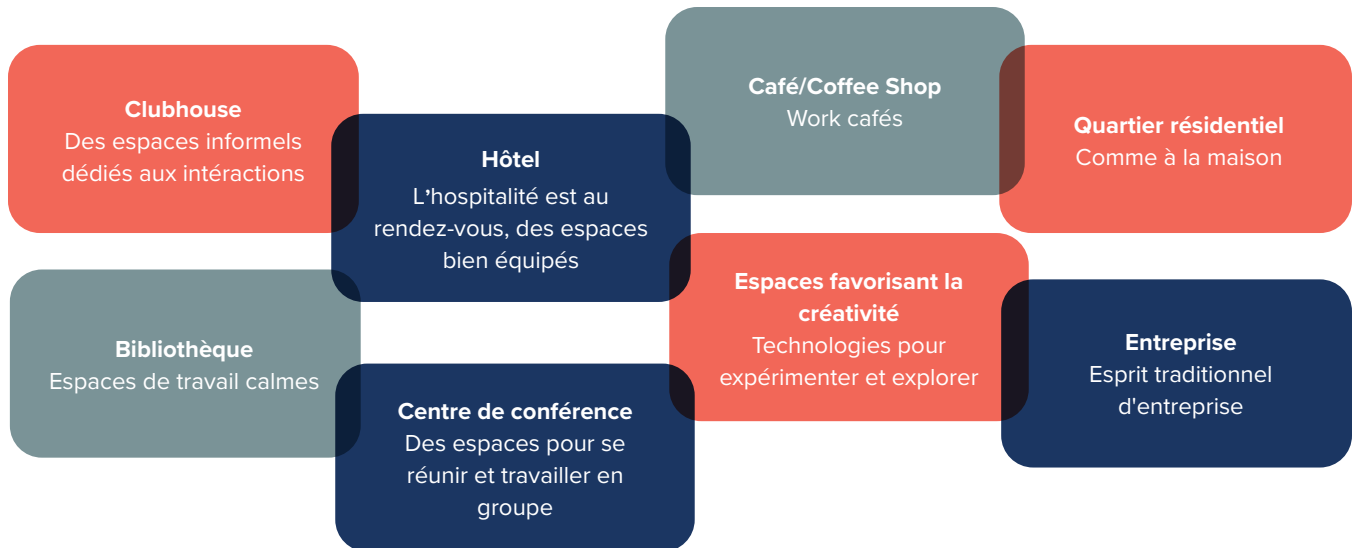 Clubhouse
Des espaces informels
dédiés aux intéractions
Hôtel
L’hospitalité est au
rendez-vous, des espaces
bien équipés
Café/Coffee Shop
Work cafés
Quartier résidentiel
Comme à la maison
Bibliothèque
Espaces de travail calmes
Centre de conférence
Des espaces pour se
réunir et travailler en
groupe
Espaces favorisant la
créativité
Technologies pour
expérimenter et explorer
Entreprise
Esprit traditionnel
d'entreprise